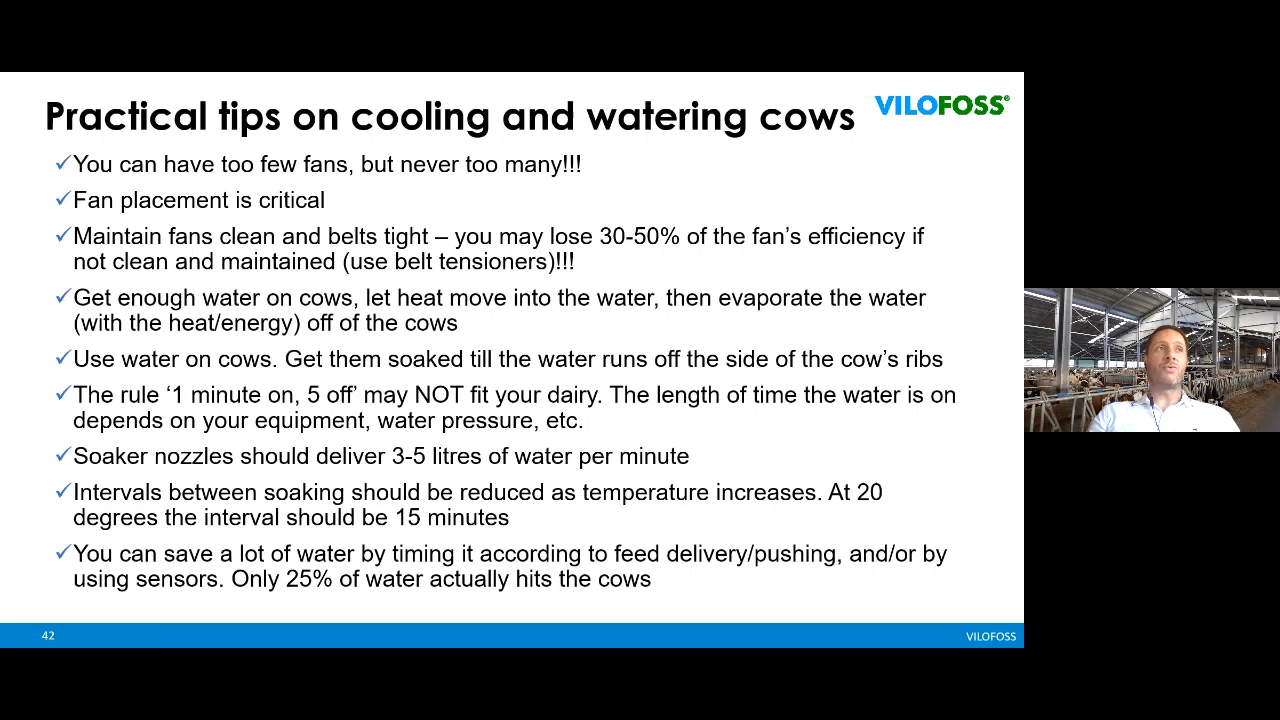 Practical tips on cooling and watering cows
VILOFOSS®
✓You can have too few fans, but never too many!!!
✓Fan placement is critical
✓Maintain fans clean and belts tight – you may lose 30-50% of the fan's efficiency if
not clean and maintained (use belt tensioners)!!!
✓Get enough water on cows, let heat move into the water, then evaporate the water
(with the heat/energy) off of the cows
✓Use water on cows. Get them soaked till the water runs off the side of the cow's ribs
✓The rule ‘1 minute on, 5 off’ may NOT fit your dairy. The length of time the water is on
depends on your equipment, water pressure, etc.
✓Soaker nozzles should deliver 3-5 litres of water per minute
✓Intervals between soaking should be reduced as temperature increases. At 20
degrees the interval should be 15 minutes
✓You can save a lot of water by timing it according to feed delivery/pushing, and/or by
using sensors. Only 25% of water actually hits the cows
42
VILOFOSS